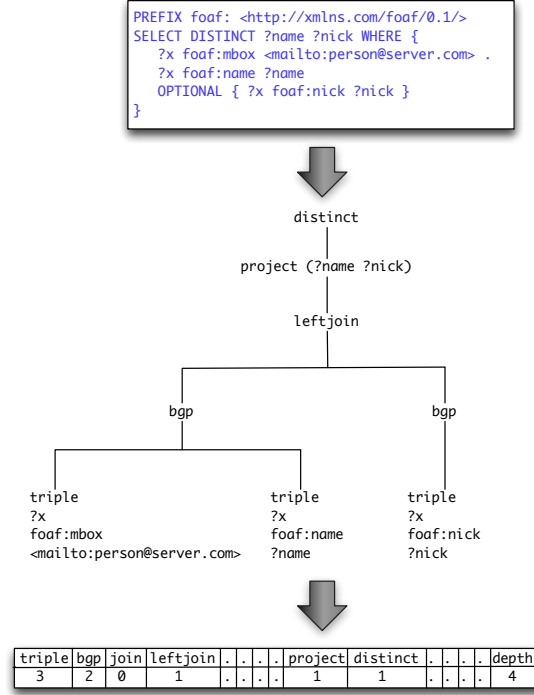 PREFIX foaf: <http://xmlns.com/foaf/0.1/>
SELECT DISTINCT ?name ?nick WHERE {
?x foaf:mbox <mailto:person@server.com> .
?x foaf:name ?name
OPTIONAL { ?x foaf:nick ?nick }
}
distinct
project (?name ?nick)
leftjoin
bgp bgp
triple triple triple
?x ?x ?x
foaf:mbox foaf:name foaf:nick
<mailto:person@server.com> ?name ?nick
triple bgp join leftjoin . . . . project distinct . . . . depth
3 2 0 1 . . . . 1 1 . . . . 4